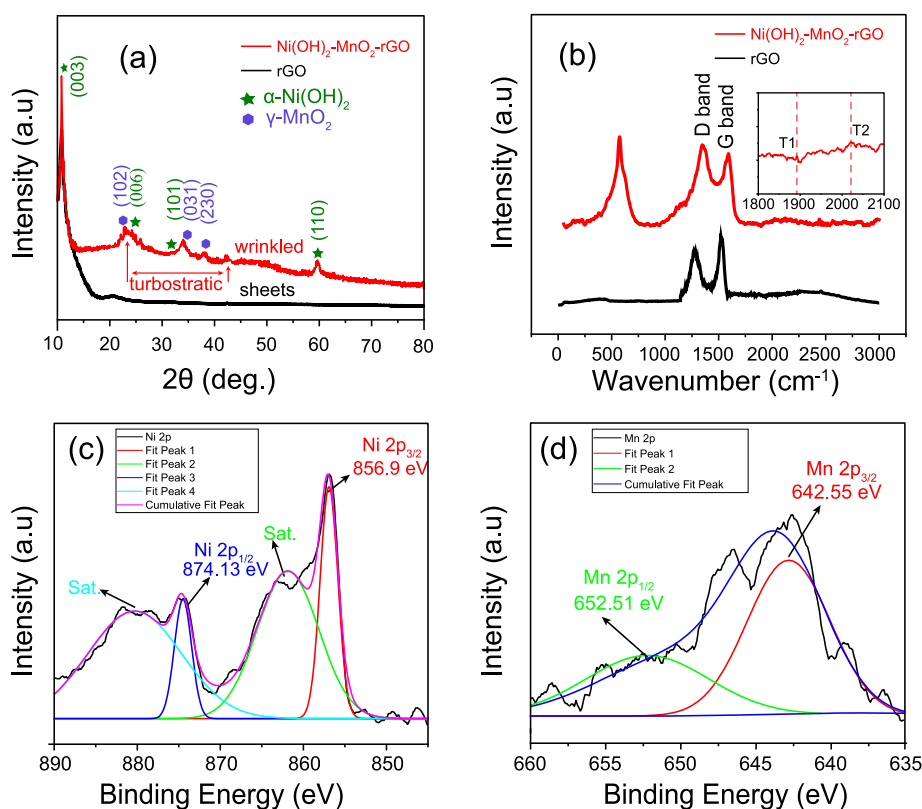 (a)
Ni(OH)₂-MnO₂-rGO
rGO
α-Ni(OH)₂
γ-MnO₂
(003)
(102)
(006)
(101)
(031)
(230)
(110)
wrinkled
turbostratic
sheets
10 20 30 40 50 60 70 80
2θ (deg.)
Intensity (a.u)
(b)
Ni(OH)₂-MnO₂-rGO
rGO
D band
G band
T1
T2
1800 1900 2000 2100
0 500 1000 1500 2000 2500 3000
Wavenumber (cm⁻¹)
Intensity (a.u)
(c)
Ni 2p
Fit Peak 1
Fit Peak 2
Fit Peak 3
Fit Peak 4
Cumulative Fit Peak
Ni 2p₃/₂
856.9 eV
Sat.
Ni 2p₁/₂
874.13 eV
Sat.
890 880 870 860 850
Binding Energy (eV)
Intensity (a.u)
(d)
Mn 2p
Fit Peak 1
Fit Peak 2
Cumulative Fit Peak
Mn 2p₃/₂
642.55 eV
Mn 2p₁/₂
652.51 eV
660 655 650 645 640 635
Binding Energy (eV)
Intensity (a.u)